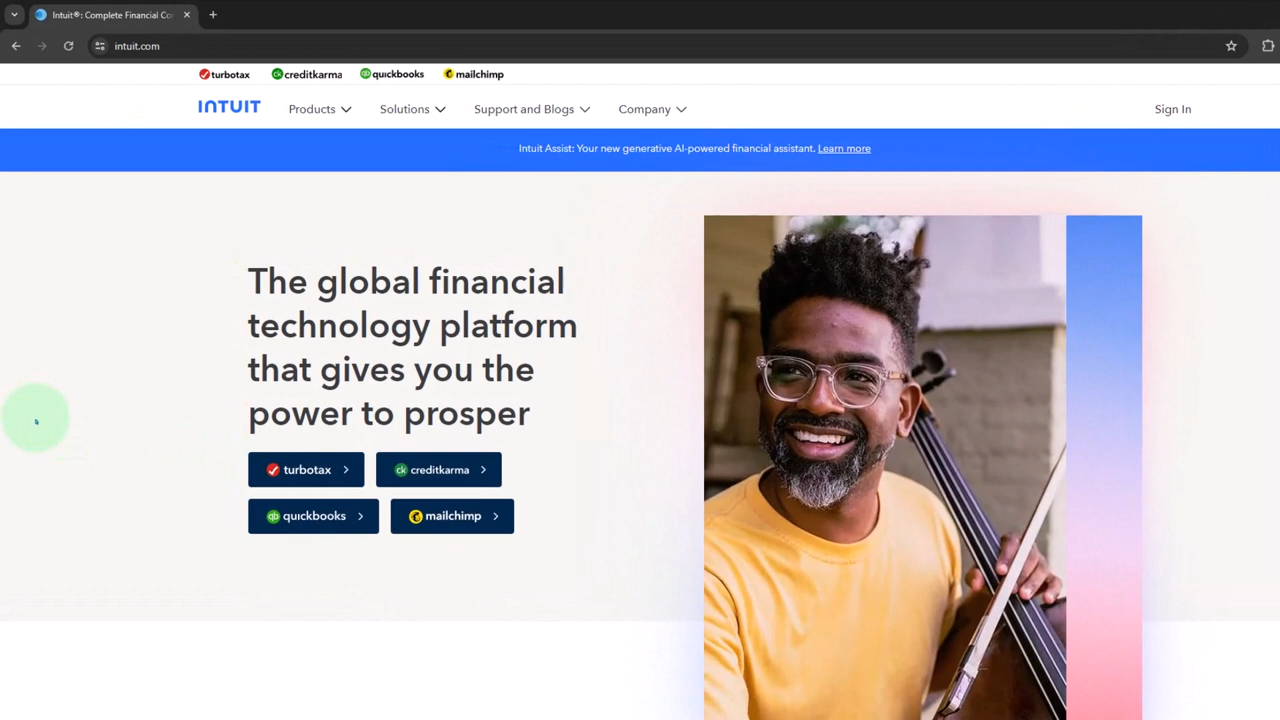 Intuit®: Complete Financial Co
intuit.com
turbotax creditkarma quickbooks mailchimp
INTUIT Products Solutions Support and Blogs Company Sign In
Intuit Assist: Your new generative AI-powered financial assistant. Learn more
The global financial
technology platform
that gives you the
power to prosper
turbotax ck creditkarma
qb quickbooks mailchimp